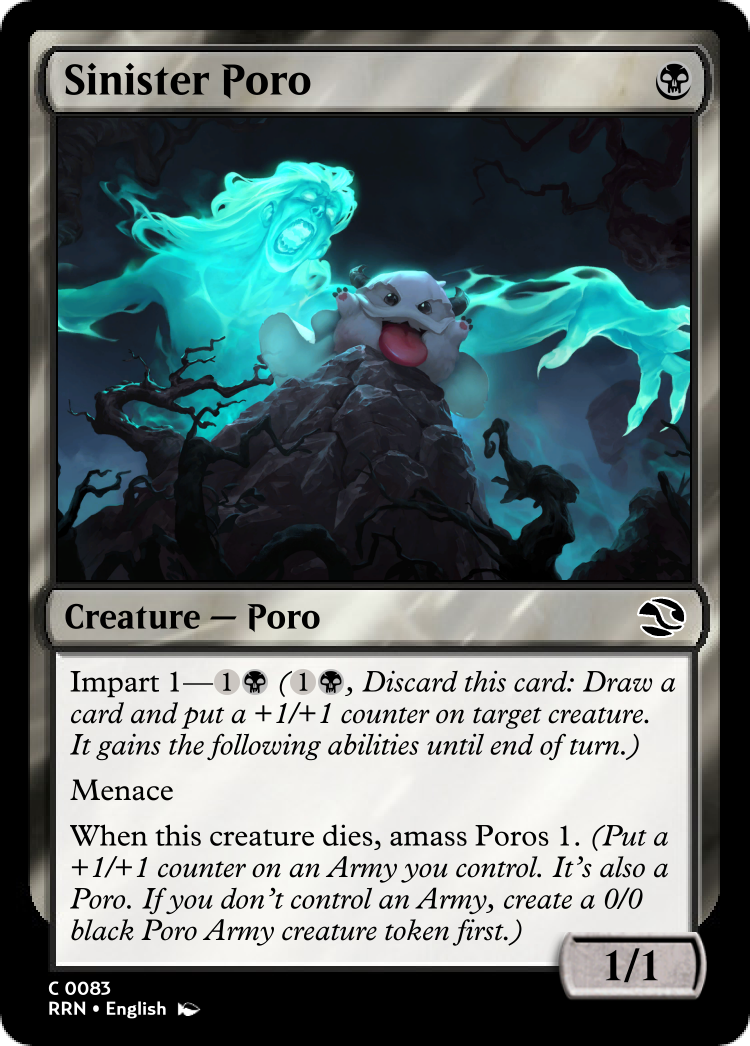 Sinister Poro
Creature — Poro
Impart 1—1 (1, Discard this card: Draw a
card and put a +1/+1 counter on target creature.
It gains the following abilities until end of turn.)
Menace
When this creature dies, amass Poros 1. (Put a
+1/+1 counter on an Army you control. It's also a
Poro. If you don't control an Army, create a 0/0
black Poro Army creature token first.)
1/1
C 0083
RRN • English